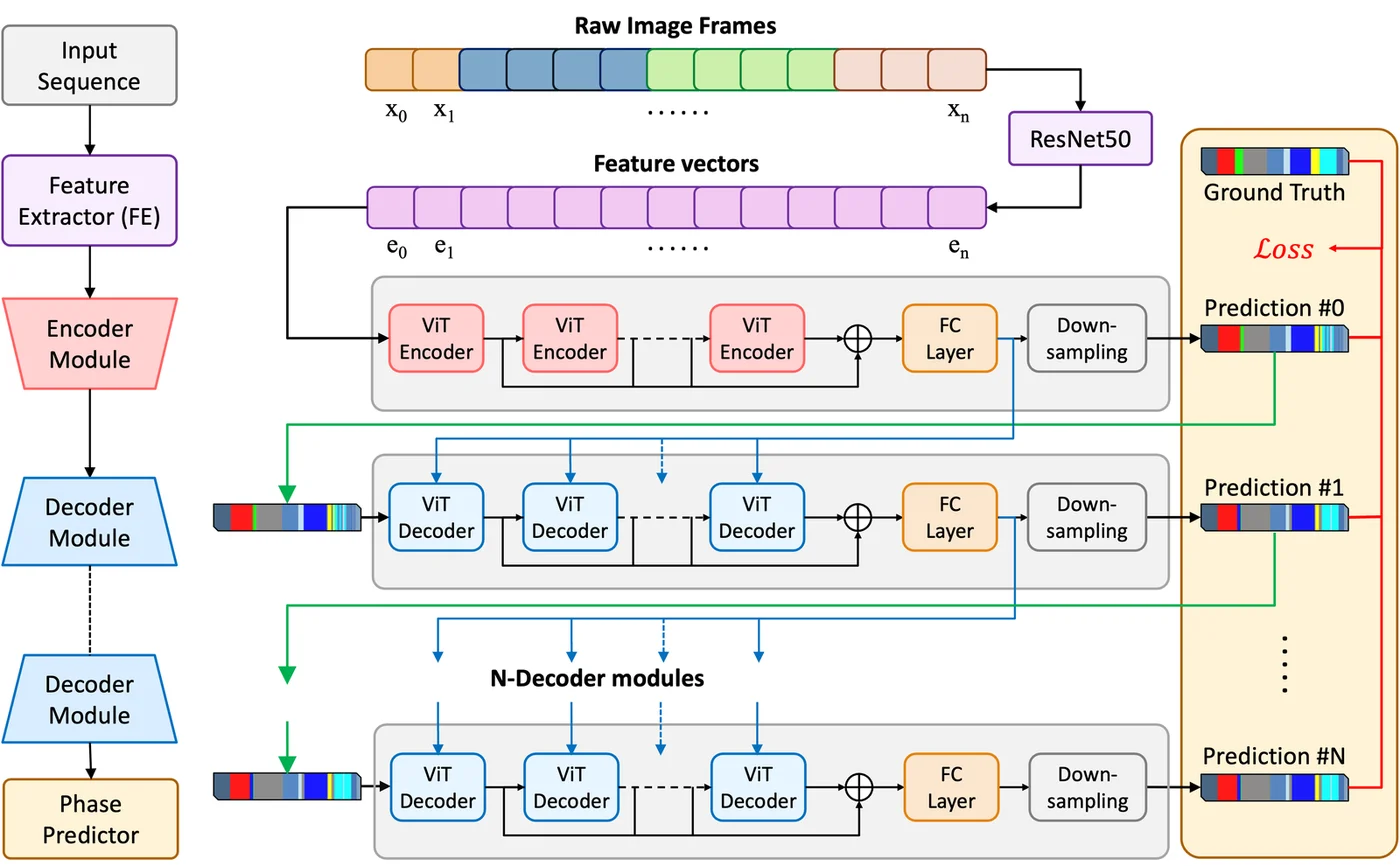 Input
Sequence
Feature
Extractor (FE)
Encoder
Module
Decoder
Module
Decoder
Module
Phase
Predictor
Raw Image Frames
x0 x1 ...... xn
ResNet50
Feature vectors
e0 e1 ...... en
ViT
Encoder
ViT
Encoder
ViT
Encoder
FC
Layer
Down-
sampling
ViT
Decoder
ViT
Decoder
ViT
Decoder
FC
Layer
Down-
sampling
N-Decoder modules
ViT
Decoder
ViT
Decoder
ViT
Decoder
FC
Layer
Down-
sampling
Ground Truth
Loss
Prediction #0
Prediction #1
Prediction #N